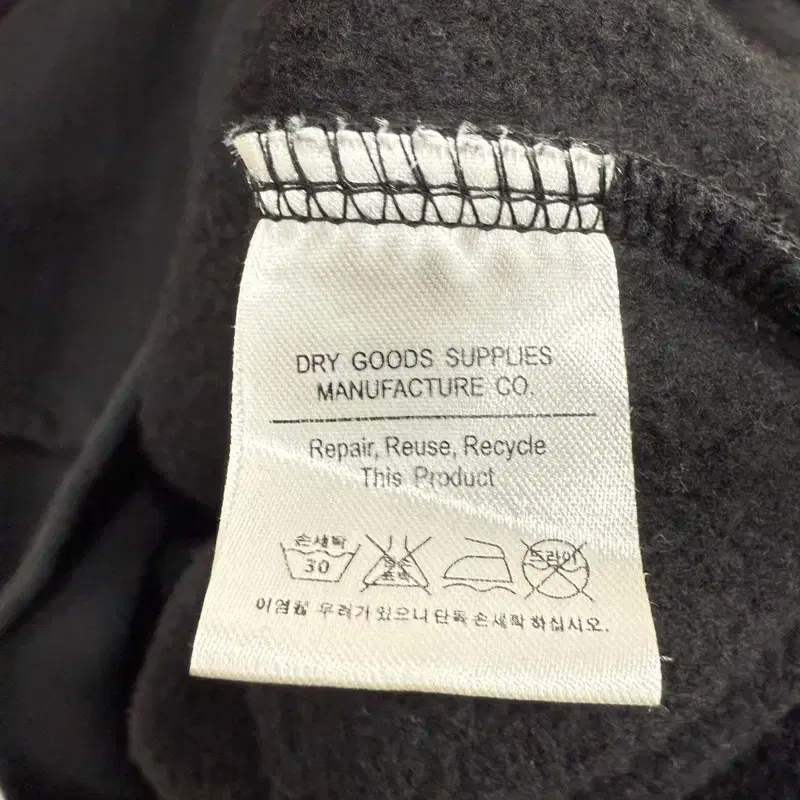 DRY GOODS SUPPLIES
MANUFACTURE CO.
Repair, Reuse, Recycle
This Product
손세탁
30
드라이
이염될 우려가 있으니 단독 손세탁 하십시오.